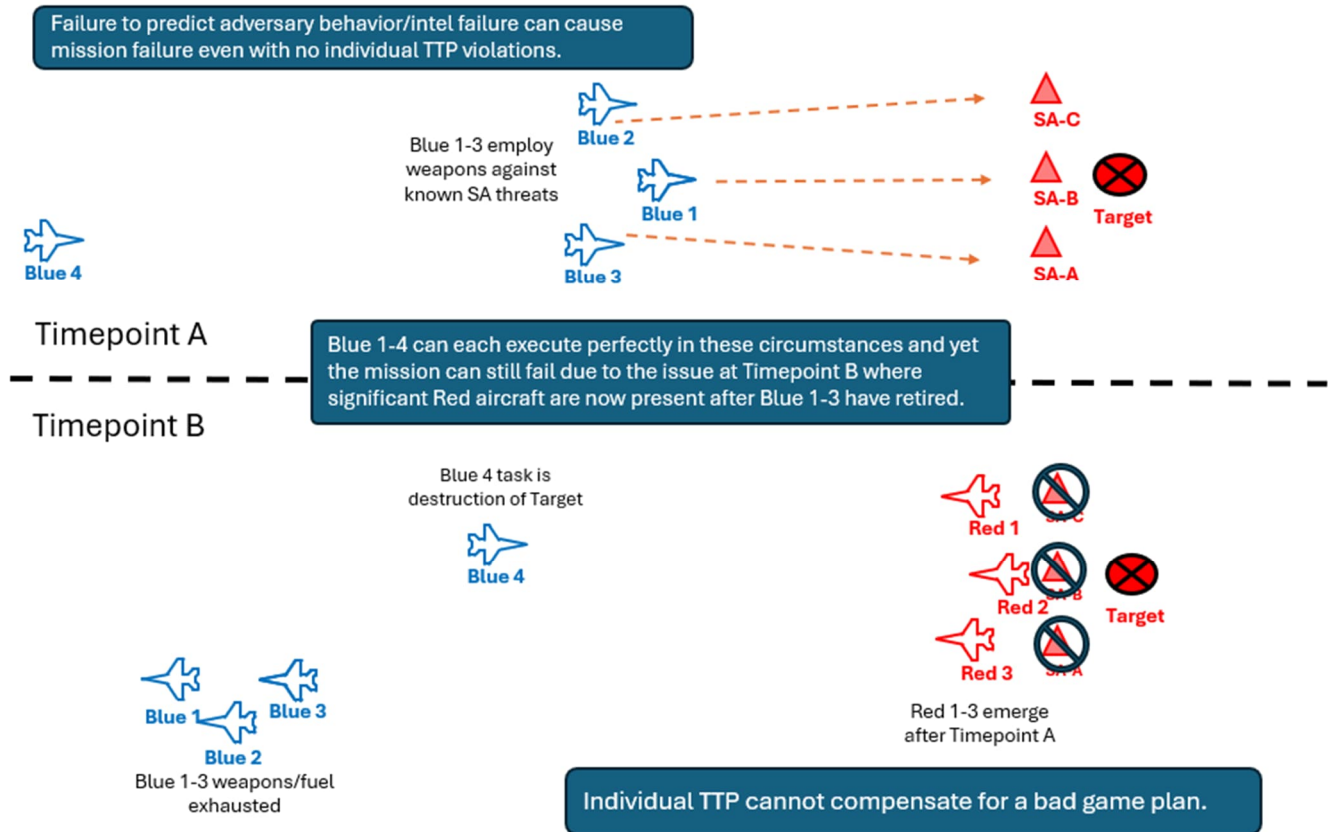 Failure to predict adversary behavior/intel failure can cause
mission failure even with no individual TTP violations.
Blue 2
SA-C
Blue 1-3 employ
weapons against
known SA threats
Blue 1
SA-B
Target
Blue 4
Blue 3
SA-A
Timepoint A
Blue 1-4 can each execute perfectly in these circumstances and yet
the mission can still fail due to the issue at Timepoint B where
significant Red aircraft are now present after Blue 1-3 have retired.
Timepoint B
Blue 4 task is
destruction of Target
Blue 4
Red 1
SA-C
Red 2
SA-B
Target
Red 3
SA-A
Blue 1
Blue 3
Blue 2
Blue 1-3 weapons/fuel
exhausted
Red 1-3 emerge
after Timepoint A
Individual TTP cannot compensate for a bad game plan.